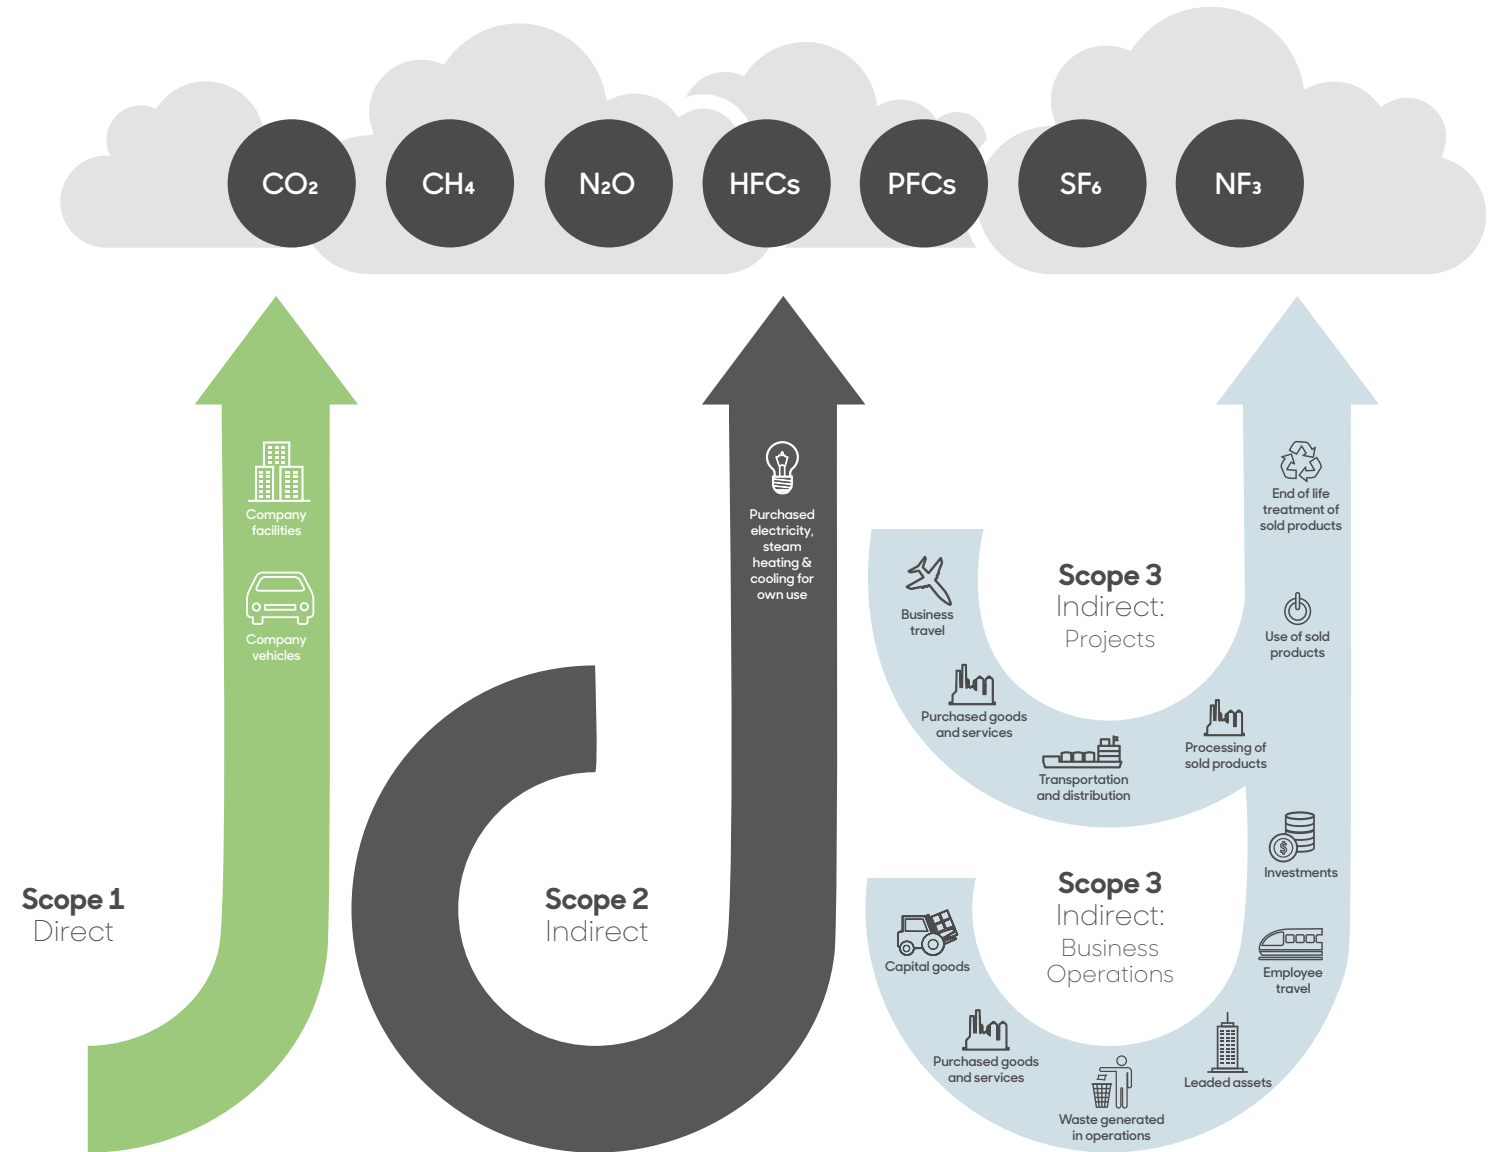 CO₂
CH₄
N₂O
HFCs
PFCs
SF₆
NF₃
Company
facilities
Company
vehicles
Scope 1
Direct
Purchased
electricity,
steam
heating &
cooling for
own use
Scope 2
Indirect
Scope 3
Indirect:
Projects
Business
travel
Purchased goods
and services
Transportation
and distribution
Processing of
sold products
Use of sold
products
End of life
treatment of
sold products
Scope 3
Indirect:
Business
Operations
Capital goods
Purchased goods
and services
Waste generated
in operations
Leaded assets
Employee
travel
$
Investments